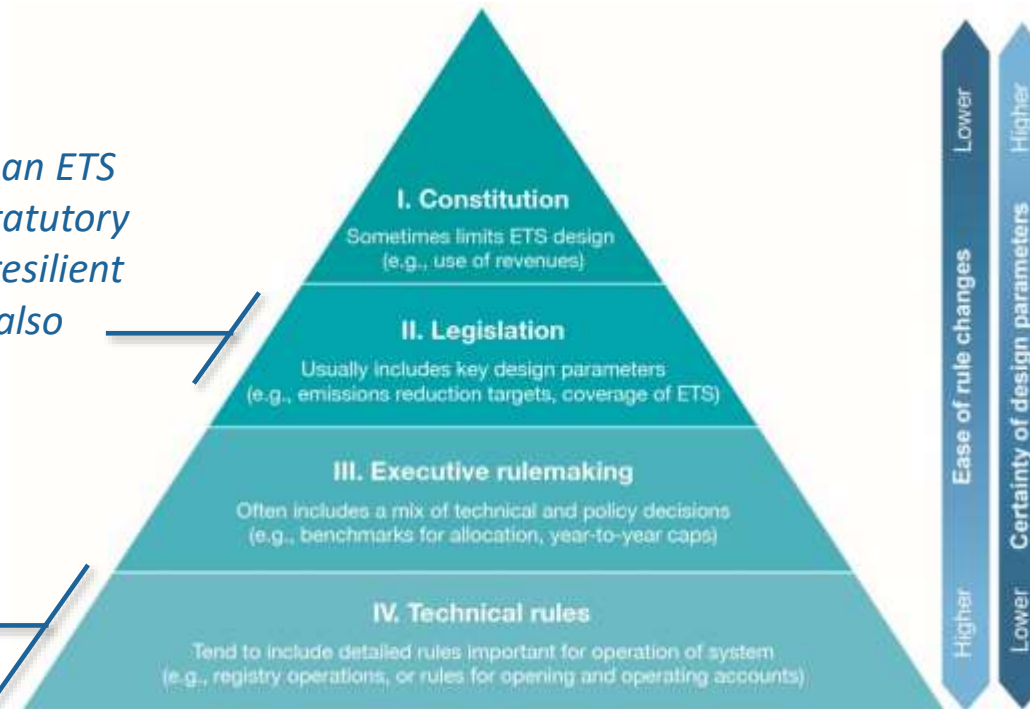 an ETS
tatutory
resilient
also
I. Constitution
Sometimes limits ETS design
(e.g., use of revenues)
II. Legislation
Usually includes key design parameters
(e.g., emissions reduction targets, coverage of ETS)
III. Executive rulemaking
Often includes a mix of technical and policy decisions
(e.g., benchmarks for allocation, year-to-year caps)
IV. Technical rules
Tend to include detailed rules important for operation of system
(e.g., registry operations, or rules for opening and operating accounts)
Higher Ease of rule changes Lower
Lower Certainty of design parameters Higher